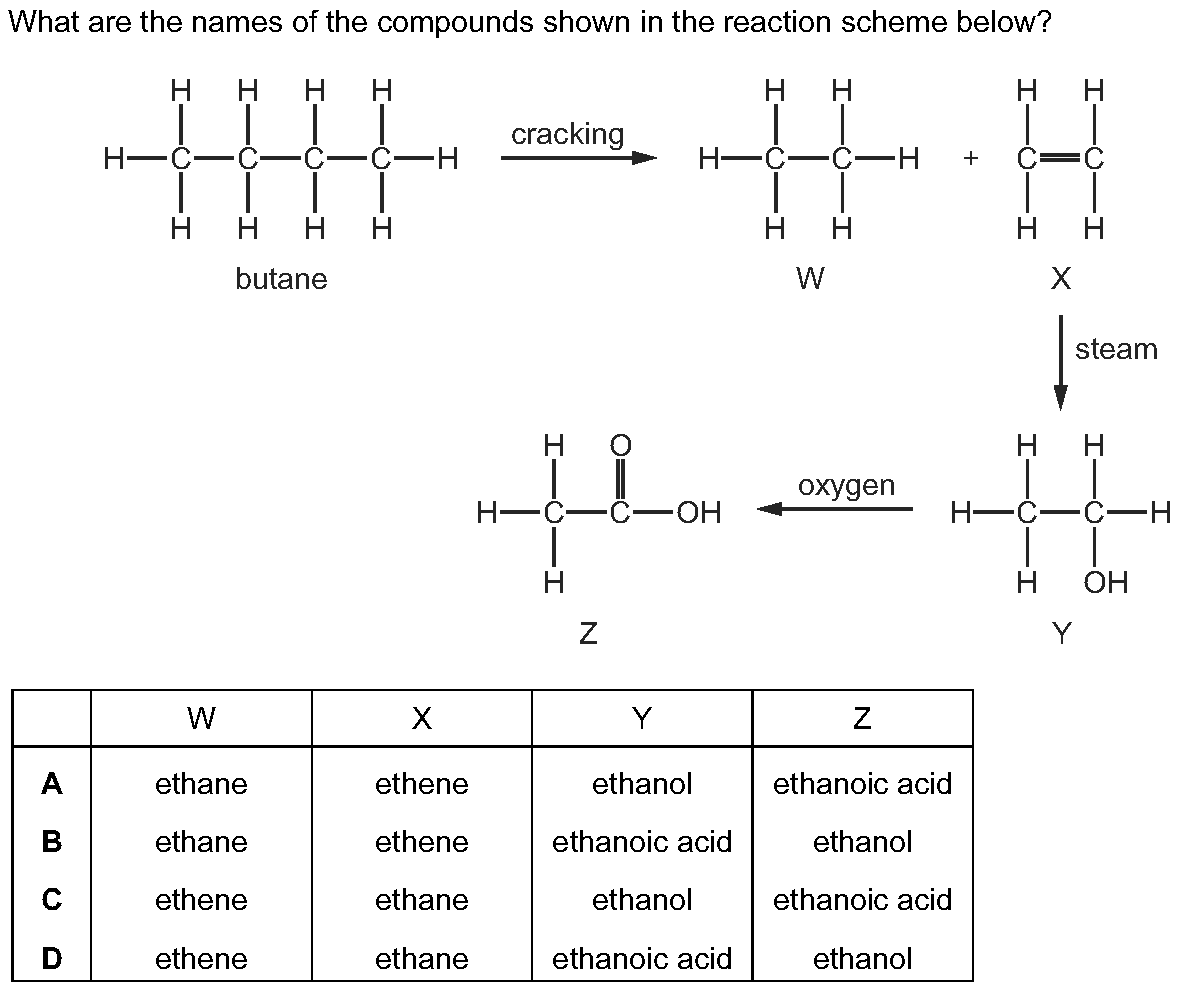 What are the names of the compounds shown in the reaction scheme below?
H H H H H H H H
cracking
H C C C C H H C C H + C C
H H H H H H H H
butane W X
steam
H O H H
oxygen
H C C OH H C C H
H H OH
Z Y
W X Y Z
A ethane ethene ethanol ethanoic acid
B ethane ethene ethanoic acid ethanol
C ethene ethane ethanol ethanoic acid
D ethene ethane ethanoic acid ethanol